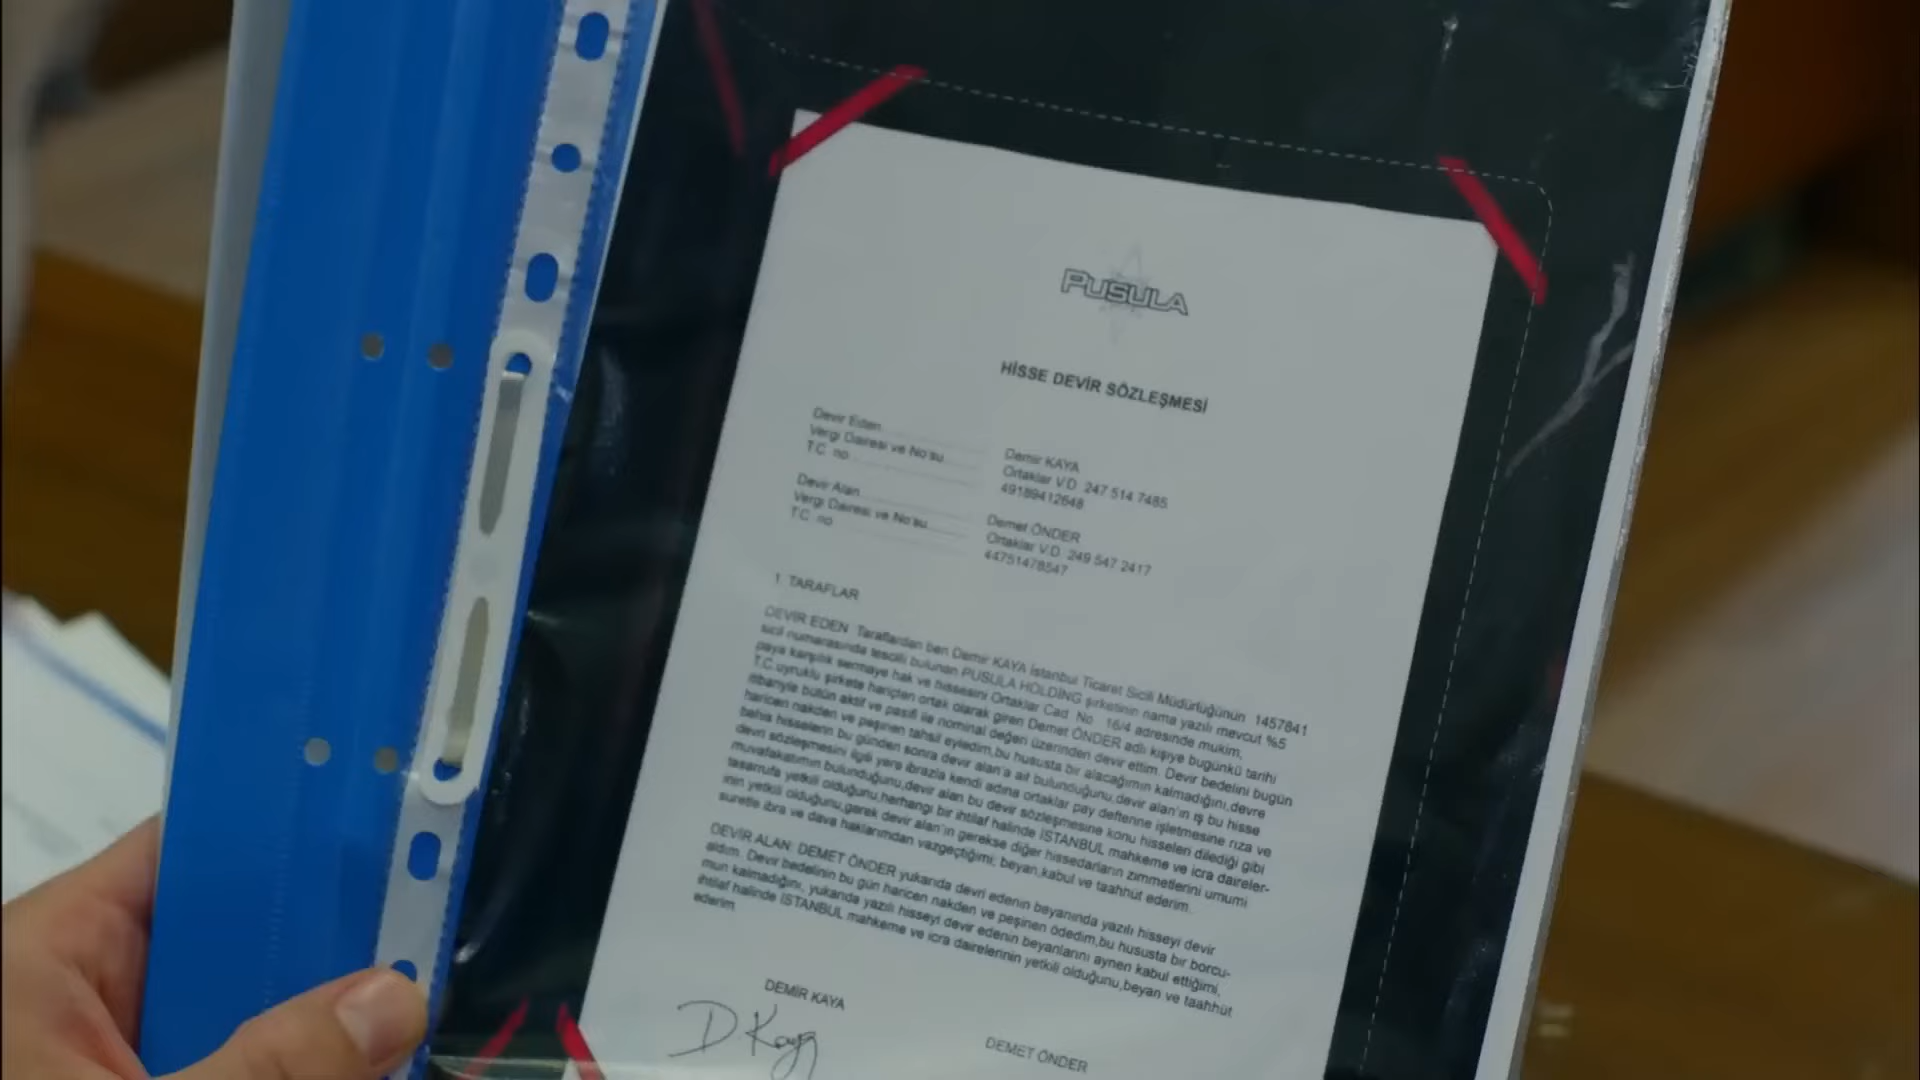 PUSULA
HİSSE DEVİR SÖZLEŞMESİ
Devir Eden Demir KAYA
Vergi Dairesi ve No'su Ortaklar V.D. 247 514 7485
T.C. no 49189412648
Devir Alan Demet ÖNDER
Vergi Dairesi ve No'su Ortaklar V.D. 249 547 2417
T.C. no 44751478547
1. TARAFLAR
DEVİR EDEN: Taraflardan ben Demir KAYA İstanbul Ticaret Sicili Müdürlüğünün 1457841
sicil numarasında tescilli bulunan PUSULA HOLDİNG şirketinin nama yazılı mevcut %5
paya karşılık sermaye hak ve hissesini Ortaklar Cad. No. 16/4 adresinde mukim,
T.C.uyruklu şirkete hariçten ortak olarak giren Demet ÖNDER adlı kişiye bugünkü tarihi
itibariyle bütün aktif ve pasifi ile nominal değeri üzerinden devir ettim. Devir bedelini bugün
haricen nakden ve peşinen tahsil eyledim,bu hususta bir alacağımın kalmadığını,devre
bahis hisselerin bu günden sonra devir alan'a ait bulunduğunu,devir alan'ın iş bu hisse
devri sözleşmesini ilgili yere ibrazla kendi adına ortaklar pay defterine işletmesine rıza ve
muvafakatımın bulunduğunu,devir alan bu devir sözleşmesine konu hisseleri dilediği gibi
tasarrufa yetkili olduğunu,herhangi bir ihtilaf halinde İSTANBUL mahkeme ve icra daireler-
inin yetkili olduğunu,gerek devir alan'ın gerekse diğer hissedarların zimmetlerini umumi
suretle ibra ve dava haklarımdan vazgeçtiğimi, beyan,kabul ve taahhüt ederim.
DEVİR ALAN: DEMET ÖNDER yukarıda devri edenin beyanında yazılı hisseyi devir
aldım. Devir bedelinin bu gün haricen nakden ve peşinen ödedim,bu hususta bir borcu-
mun kalmadığını, yukarıda yazılı hisseyi devir edenin beyanlarını aynen kabul ettiğimi,
ihtilaf halinde İSTANBUL mahkeme ve icra dairelerinin yetkili olduğunu,beyan ve taahhüt
ederim.
DEMİR KAYA
D Kaya
DEMET ÖNDER